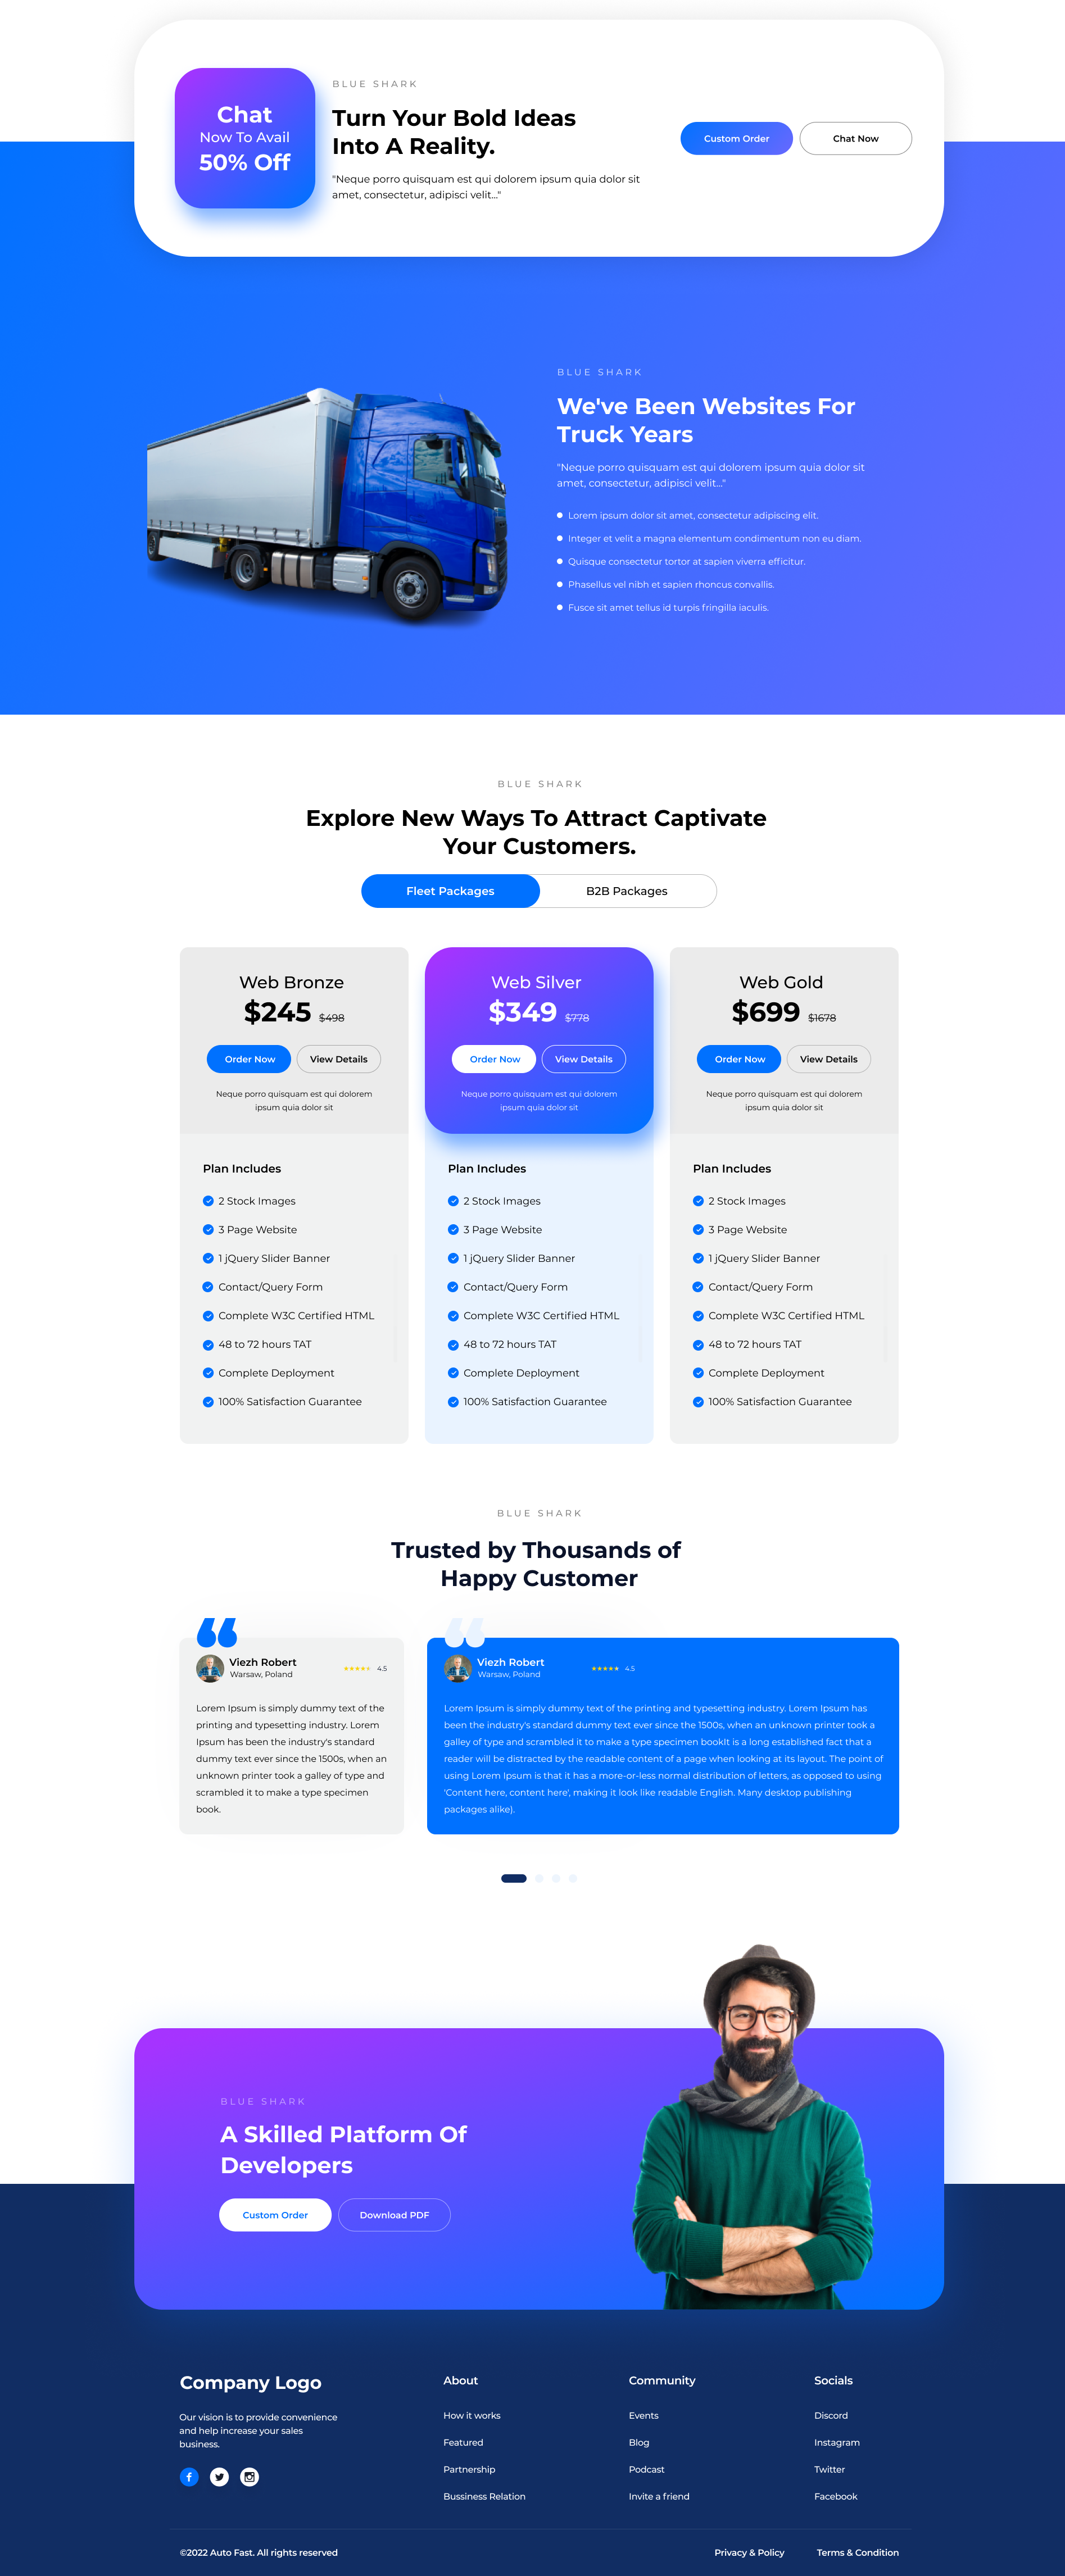 BLUE SHARK
Chat
Now To Avail
50% Off
Turn Your Bold Ideas
Into A Reality.
"Neque porro quisquam est qui dolorem ipsum quia dolor sit
amet, consectetur, adipisci velit..."
Custom Order
Chat Now
BLUE SHARK
We've Been Websites For
Truck Years
"Neque porro quisquam est qui dolorem ipsum quia dolor sit
amet, consectetur, adipisci velit..."
Lorem ipsum dolor sit amet, consectetur adipiscing elit.
Integer et velit a magna elementum condimentum non eu diam.
Quisque consectetur tortor at sapien viverra efficitur.
Phasellus vel nibh et sapien rhoncus convallis.
Fusce sit amet tellus id turpis fringilla iaculis.
BLUE SHARK
Explore New Ways To Attract Captivate
Your Customers.
Fleet Packages
B2B Packages
Web Bronze
$245 $498
Order Now
View Details
Neque porro quisquam est qui dolorem
ipsum quia dolor sit
Plan Includes
2 Stock Images
3 Page Website
1 jQuery Slider Banner
Contact/Query Form
Complete W3C Certified HTML
48 to 72 hours TAT
Complete Deployment
100% Satisfaction Guarantee
Web Silver
$349 $778
Order Now
View Details
Neque porro quisquam est qui dolorem
ipsum quia dolor sit
Plan Includes
2 Stock Images
3 Page Website
1 jQuery Slider Banner
Contact/Query Form
Complete W3C Certified HTML
48 to 72 hours TAT
Complete Deployment
100% Satisfaction Guarantee
Web Gold
$699 $1678
Order Now
View Details
Neque porro quisquam est qui dolorem
ipsum quia dolor sit
Plan Includes
2 Stock Images
3 Page Website
1 jQuery Slider Banner
Contact/Query Form
Complete W3C Certified HTML
48 to 72 hours TAT
Complete Deployment
100% Satisfaction Guarantee
BLUE SHARK
Trusted by Thousands of
Happy Customer
Viezh Robert
Warsaw, Poland
4.5
Lorem Ipsum is simply dummy text of the
printing and typesetting industry. Lorem
Ipsum has been the industry's standard
dummy text ever since the 1500s, when an
unknown printer took a galley of type and
scrambled it to make a type specimen
book.
Viezh Robert
Warsaw, Poland
4.5
Lorem Ipsum is simply dummy text of the printing and typesetting industry. Lorem Ipsum has
been the industry's standard dummy text ever since the 1500s, when an unknown printer took a
galley of type and scrambled it to make a type specimen bookIt is a long established fact that a
reader will be distracted by the readable content of a page when looking at its layout. The point of
using Lorem Ipsum is that it has a more-or-less normal distribution of letters, as opposed to using
'Content here, content here', making it look like readable English. Many desktop publishing
packages alike).
BLUE SHARK
A Skilled Platform Of
Developers
Custom Order
Download PDF
Company Logo
Our vision is to provide convenience
and help increase your sales
business.
About
How it works
Featured
Partnership
Bussiness Relation
Community
Events
Blog
Podcast
Invite a friend
Socials
Discord
Instagram
Twitter
Facebook
©2022 Auto Fast. All rights reserved
Privacy & Policy
Terms & Condition